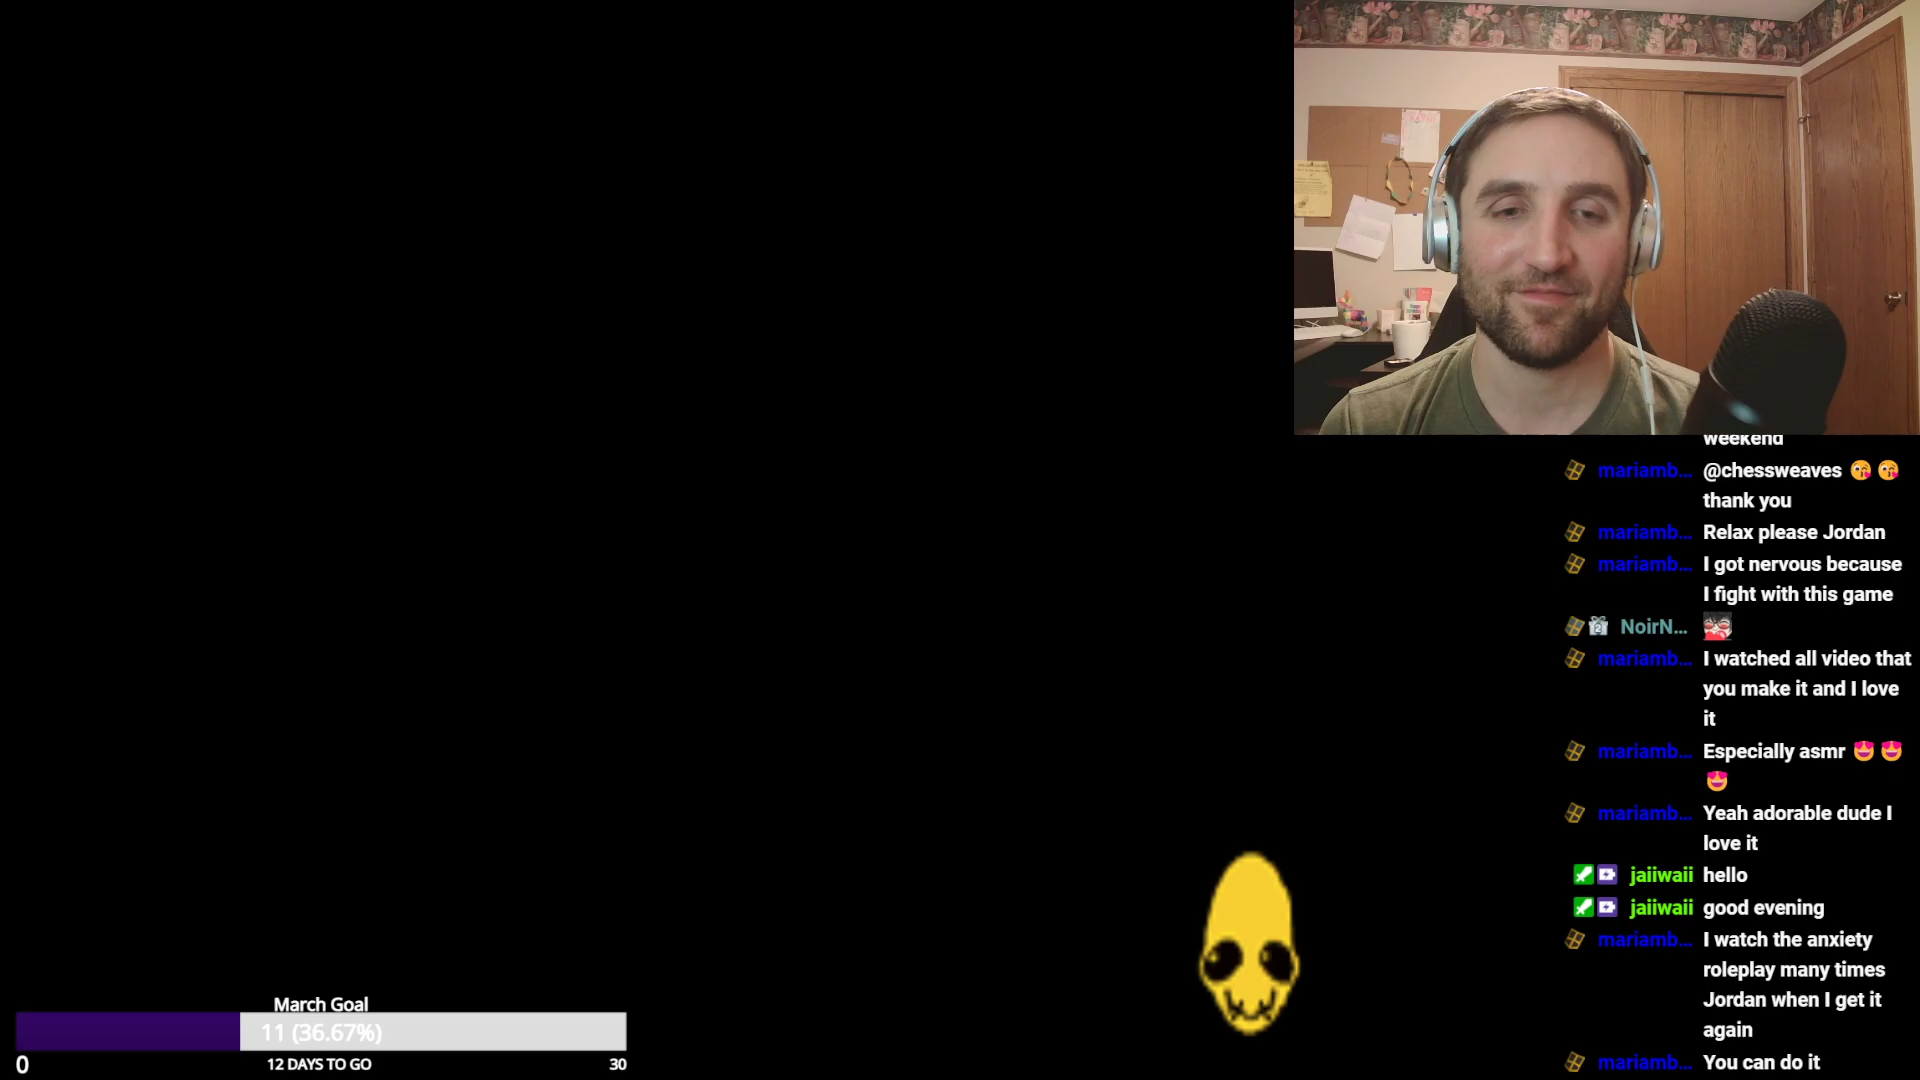 weekend
mariamb... @chessweaves 😘 😘
thank you
mariamb... Relax please Jordan
mariamb... I got nervous because
I fight with this game
NoirN...
mariamb... I watched all video that
you make it and I love
it
mariamb... Especially asmr 😍 😍
😍
mariamb... Yeah adorable dude I
love it
jaiiwaii hello
jaiiwaii good evening
mariamb... I watch the anxiety
roleplay many times
Jordan when I get it
again
mariamb... You can do it
March Goal
11 (36.67%)
0 12 DAYS TO GO 30